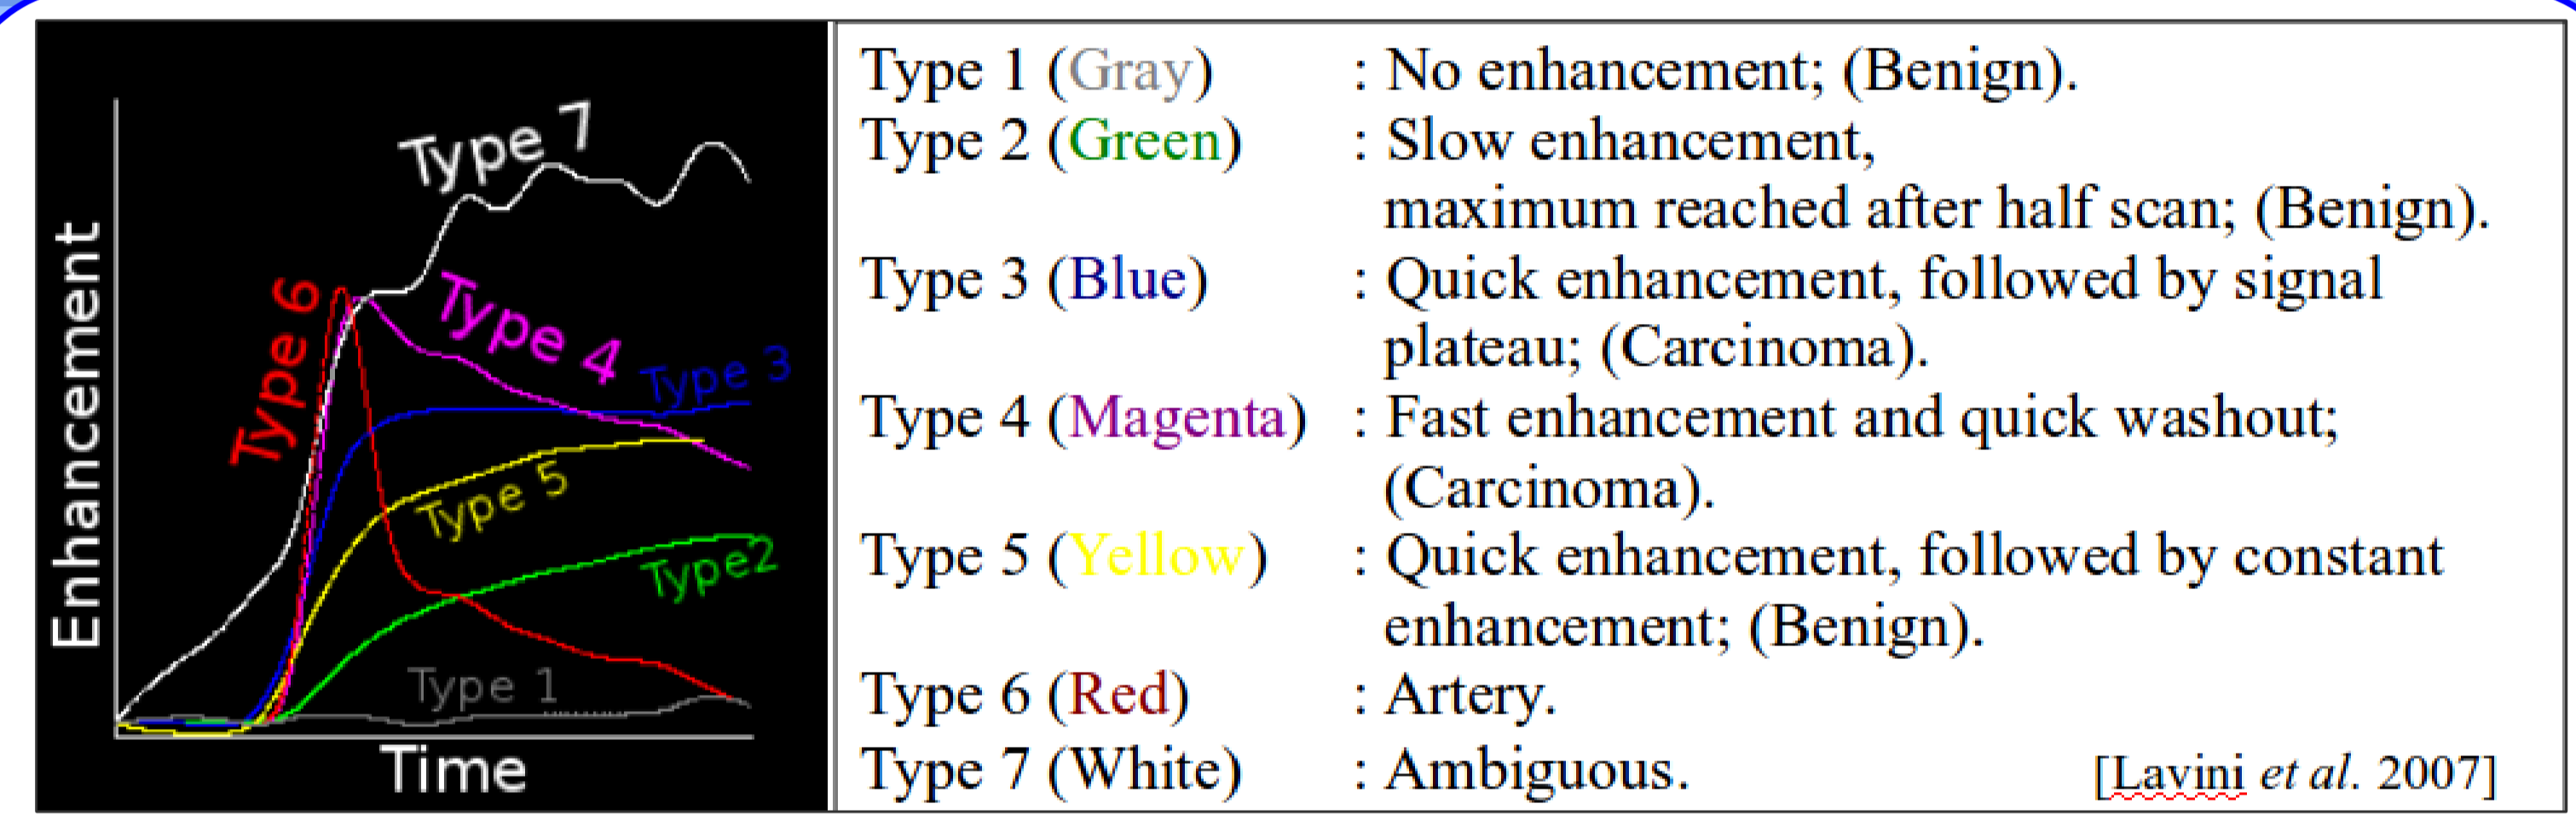 Type 7
Type 6
Type 4
Type 3
Type 5
Type2
Type 1
Enhancement
Time
Type 1 (Gray) : No enhancement; (Benign).
Type 2 (Green) : Slow enhancement,
maximum reached after half scan; (Benign).
Type 3 (Blue) : Quick enhancement, followed by signal
plateau; (Carcinoma).
Type 4 (Magenta) : Fast enhancement and quick washout;
(Carcinoma).
Type 5 (Yellow) : Quick enhancement, followed by constant
enhancement; (Benign).
Type 6 (Red) : Artery.
Type 7 (White) : Ambiguous. [Lavini et al. 2007]